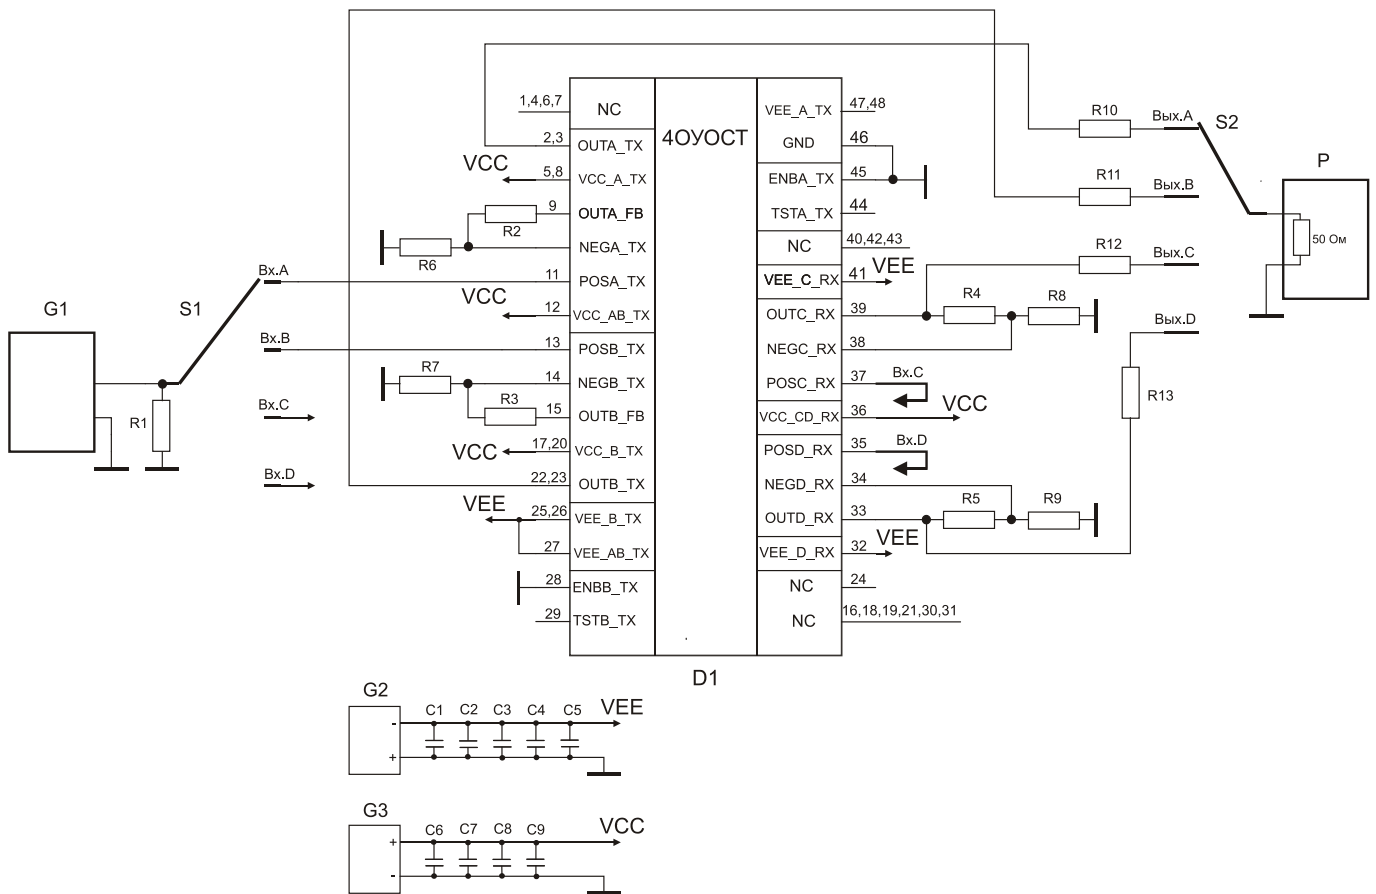 1,4,6,7
NC
VEE_A_TX
47,48
4ОУОСТ
2,3
OUTA_TX
GND
46
VCC
5,8
VCC_A_TX
ENBA_TX
45
9
OUTA_FB
TSTA_TX
44
R2
R6
NEGA_TX
NC
40,42,43
11
POSA_TX
VEE_C_RX
41
VEE
VCC
12
VCC_AB_TX
OUTC_RX
39
R4
R8
13
POSB_TX
NEGC_RX
38
R7
14
NEGB_TX
POSC_RX
37
Вх.C
R3
15
OUTB_FB
VCC_CD_RX
36
VCC
VCC
17,20
VCC_B_TX
POSD_RX
35
Вх.D
22,23
OUTB_TX
NEGD_RX
34
VEE
25,26
VEE_B_TX
OUTD_RX
33
R5
R9
27
VEE_AB_TX
VEE_D_RX
32
VEE
28
ENBB_TX
NC
24
29
TSTB_TX
NC
16,18,19,21,30,31
D1
G1
S1
R1
Вх.A
Вх.B
Вх.C
Вх.D
R10
Вых.A
S2
R11
Вых.B
R12
Вых.C
Вых.D
R13
P
50 Ом
G2
-
+
C1
C2
C3
C4
C5
VEE
G3
+
-
C6
C7
C8
C9
VCC